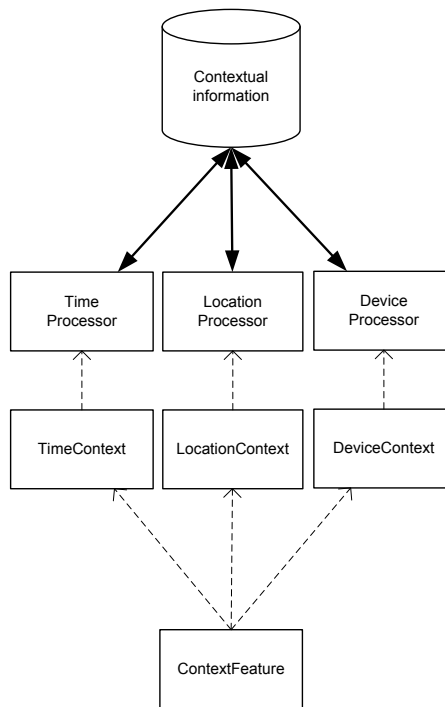 Contextual
information
Time
Processor
Location
Processor
Device
Processor
TimeContext
LocationContext
DeviceContext
ContextFeature